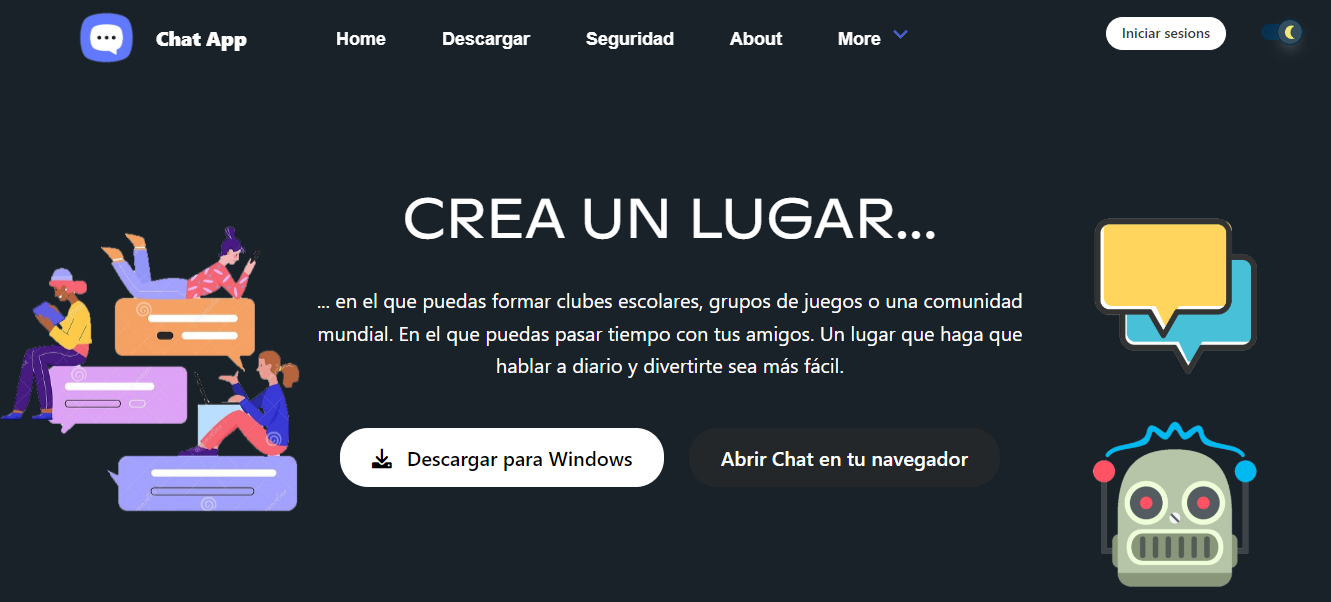 Chat App
Home
Descargar
Seguridad
About
More
Iniciar sesions
CREA UN LUGAR...
... en el que puedas formar clubes escolares, grupos de juegos o una comunidad
mundial. En el que puedas pasar tiempo con tus amigos. Un lugar que haga que
hablar a diario y divertirte sea más fácil.
Descargar para Windows
Abrir Chat en tu navegador